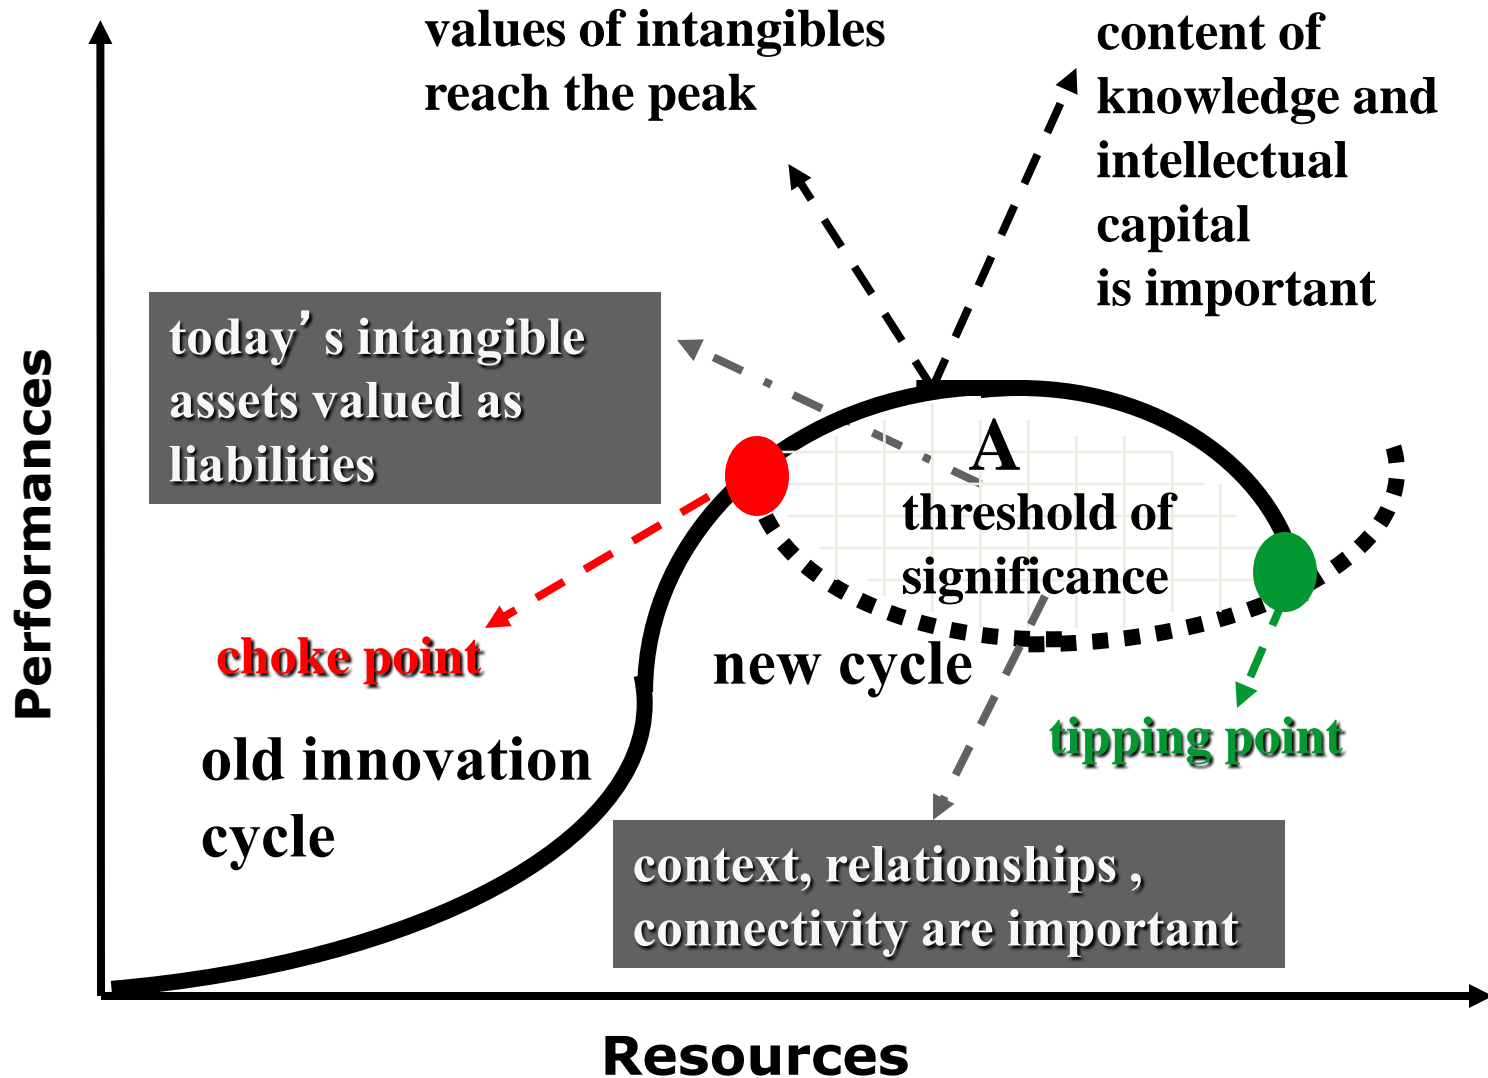 values of intangibles
reach the peak
content of
knowledge and
intellectual
capital
is important
today’s intangible
assets valued as
liabilities
A
threshold of
significance
Performances
choke point
new cycle
tipping point
old innovation
cycle
context, relationships ,
connectivity are important
Resources